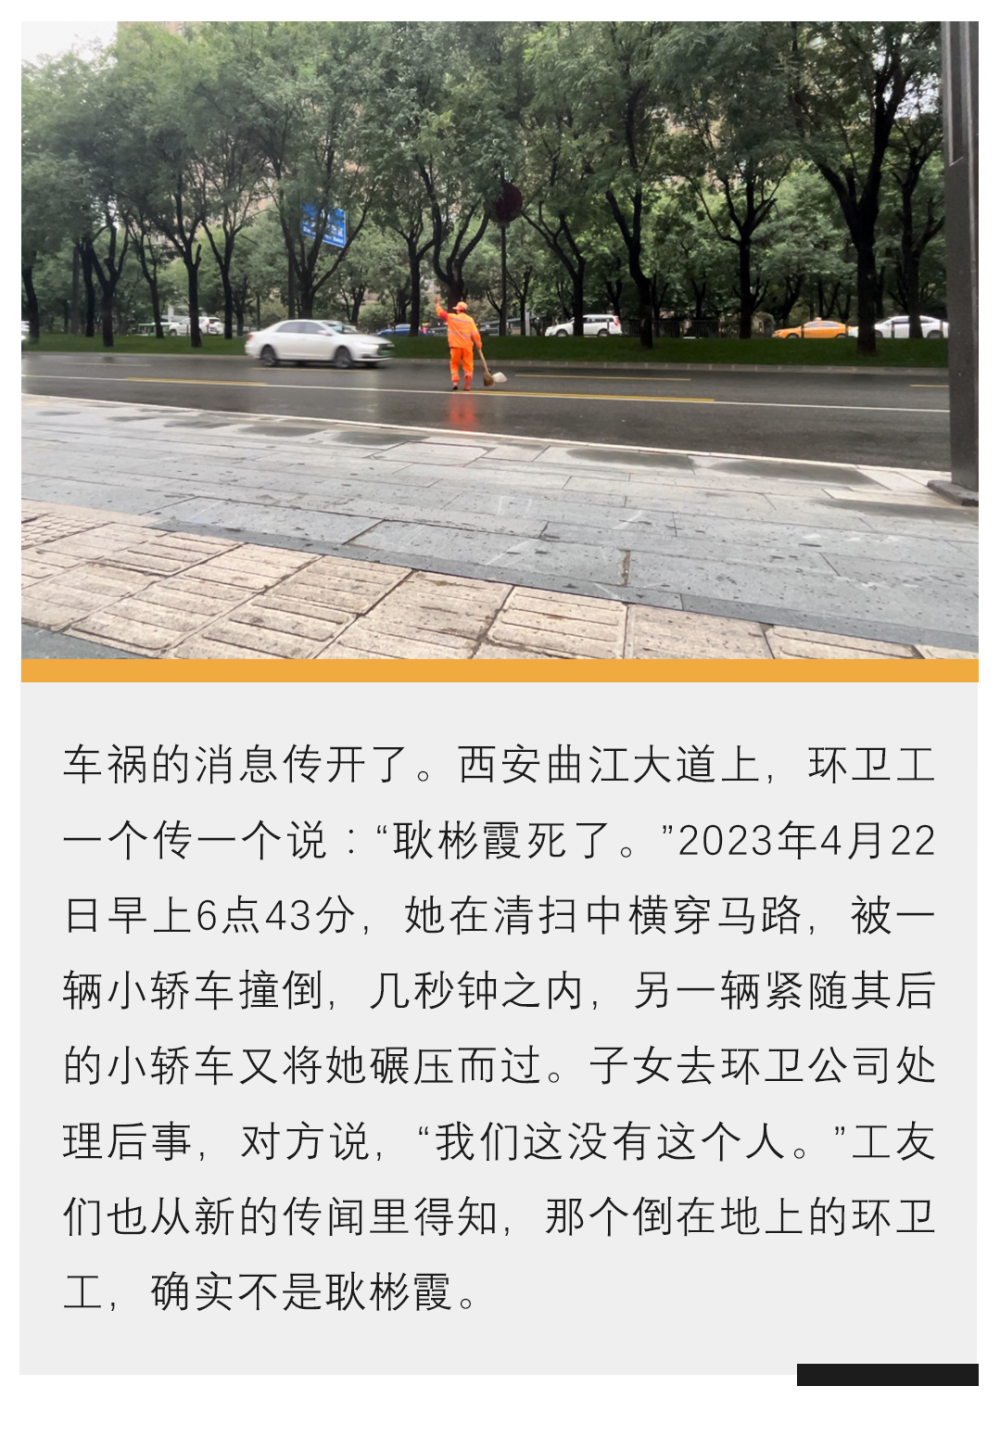 车祸的消息传开了。西安曲江大道上，环卫工
一个传一个说：“耿彬霞死了。”2023年4月22
日早上6点43分，她在清扫中横穿马路，被一
辆小轿车撞倒，几秒钟之内，另一辆紧随其后
的小轿车又将她碾压而过。子女去环卫公司处
理后事，对方说，“我们这没有这个人。”工友
们也从新的传闻里得知，那个倒在地上的环卫
工，确实不是耿彬霞。